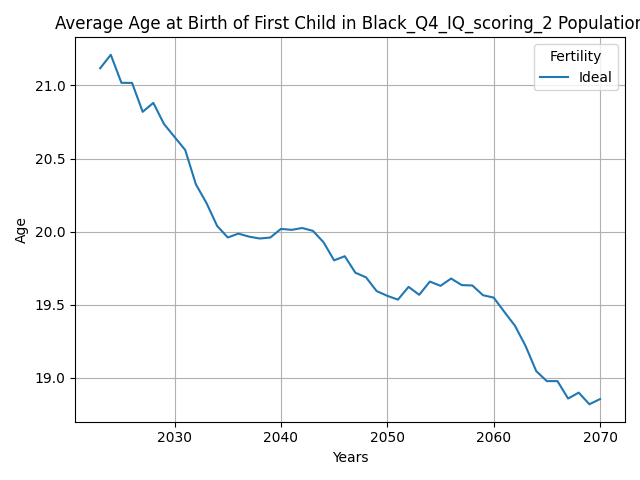 Average Age at Birth of First Child in Black_Q4_IQ_scoring_2 Population
Fertility
Ideal
21.0
20.5
20.0
19.5
19.0
Age
2030 2040 2050 2060 2070
Years